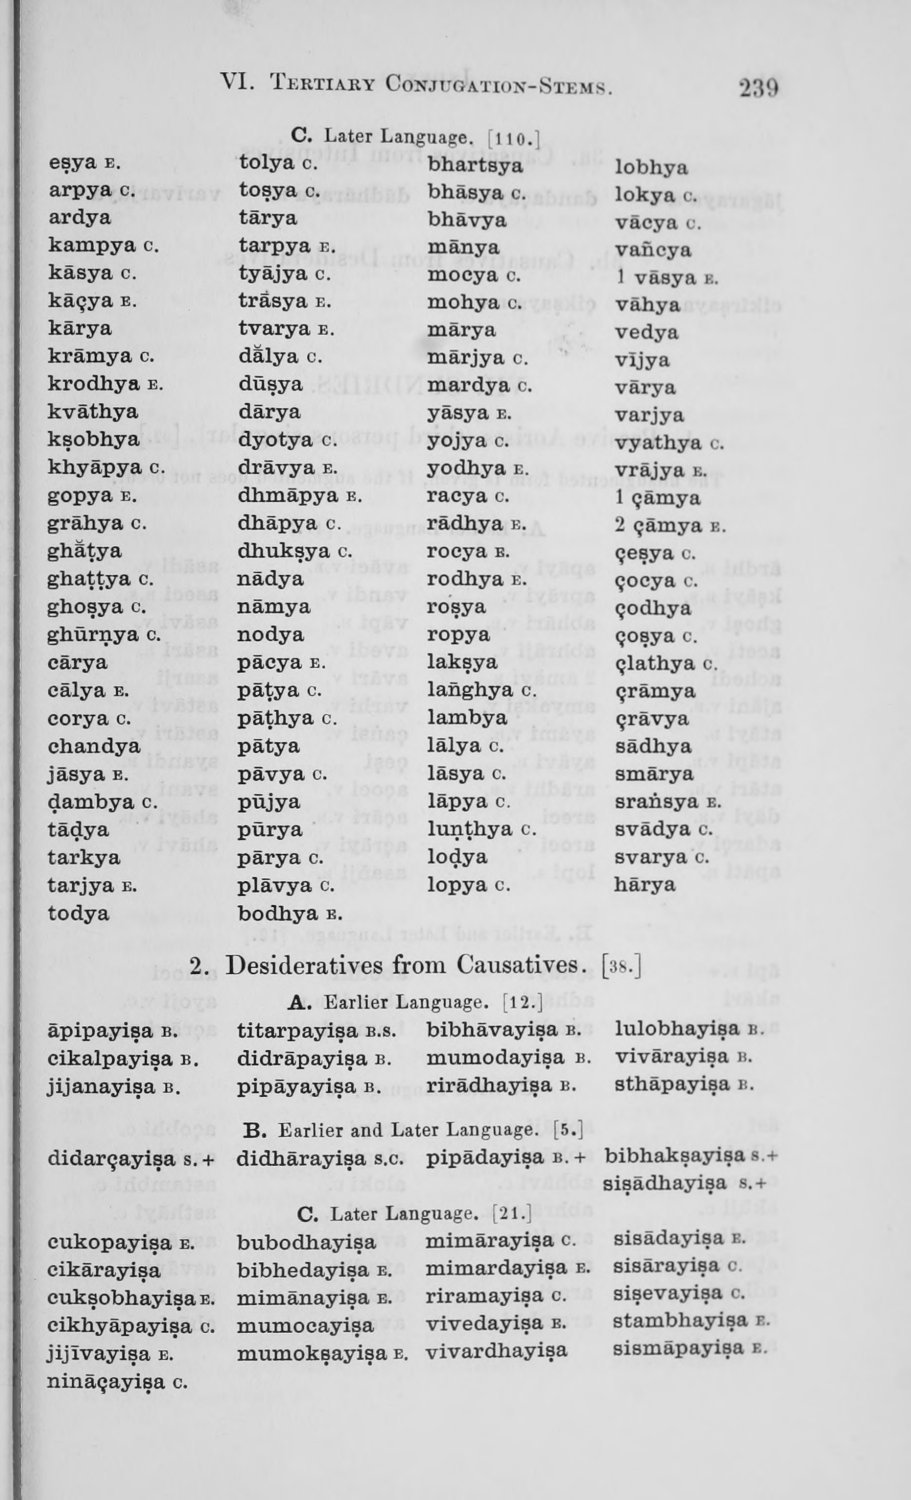 VI. Tertiary Conjugation-Stems. 239
C. Later Language. [110.]
eṣya E. tolya C. bhartsya lobhya
arpya C. toṣya C. bhāsya C. lokya C.
ardya tārya bhāvya vācya C.
kampya C. tarpya E. mānya vañcya
kāsya C. tyājya C. mocya C. 1 vāsya E.
kāçya E. trāsya E. mohya C. vāhya
kārya tvarya E. mārya vedya
krāmya C. dā̆lya C. mārjya C. vījya
krodhya E. dūṣya mardya C. vārya
kvāthya dārya yāsya E. varjya
kṣobhya dyotya C. yojya C. vyathya C.
khyāpya C. drāvya E. yodhya E. vrājya E.
gopya E. dhmāpya E. racya C. 1 çāmya
grāhya C. dhāpya C. rādhya E. 2 çāmya E.
ghā̆ṭya dhukṣya C. rocya E. çeṣya C.
ghaṭṭya C. nādya rodhya E. çocya C.
ghoṣya C. nāmya roṣya çodhya
ghūrṇya C. nodya ropya çoṣya C.
cārya pācya E. lakṣya çlathya C.
cālya E. pāṭya C. lan̄ghya C. çrāmya
corya C. pāṭhya C. lambya çrāvya
chandya pātya lālya C. sādhya
jāsya E. pāvya C. lāsya C. smārya
ḍambya C. pūjya lāpya C. sraṅsya E.
tāḍya pūrya luṇṭhya C. svādya C.
tarkya pārya C. loḍya svarya C.
tarjya E. plāvya C. lopya C. hārya
todya bodhya E.
2. Desideratives from Causatives. [38.]
A. Earlier Language. [12.]
āpipayiṣa B. titarpayiṣa B.S. bibhāvayiṣa B. lulobhayiṣa B.
cikalpayiṣa B. didrāpayiṣa B. mumodayiṣa B. vivārayiṣa B.
jijanayiṣa B. pipāyayiṣa B. rirādhayiṣa B. sthāpayiṣa B.
B. Earlier and Later Language. [5.]
didarçayiṣa S.+ didhārayiṣa S.C. pipādayiṣa B.+ bibhakṣayiṣa S.+
siṣādhayiṣa S.+
C. Later Language. [21.]
cukopayiṣa E. bubodhayiṣa mimārayiṣa C. sisādayiṣa E.
cikārayiṣa bibhedayiṣa E. mimardayiṣa E. sisārayiṣa C.
cukṣobhayiṣa E. mimānayiṣa E. riramayiṣa C. siṣevayiṣa C.
cikhyāpayiṣa C. mumocayiṣa vivedayiṣa E. stambhayiṣa E.
jijīvayiṣa E. mumokṣayiṣa E. vivardhayiṣa sismāpayiṣa E.
nināçayiṣa C.